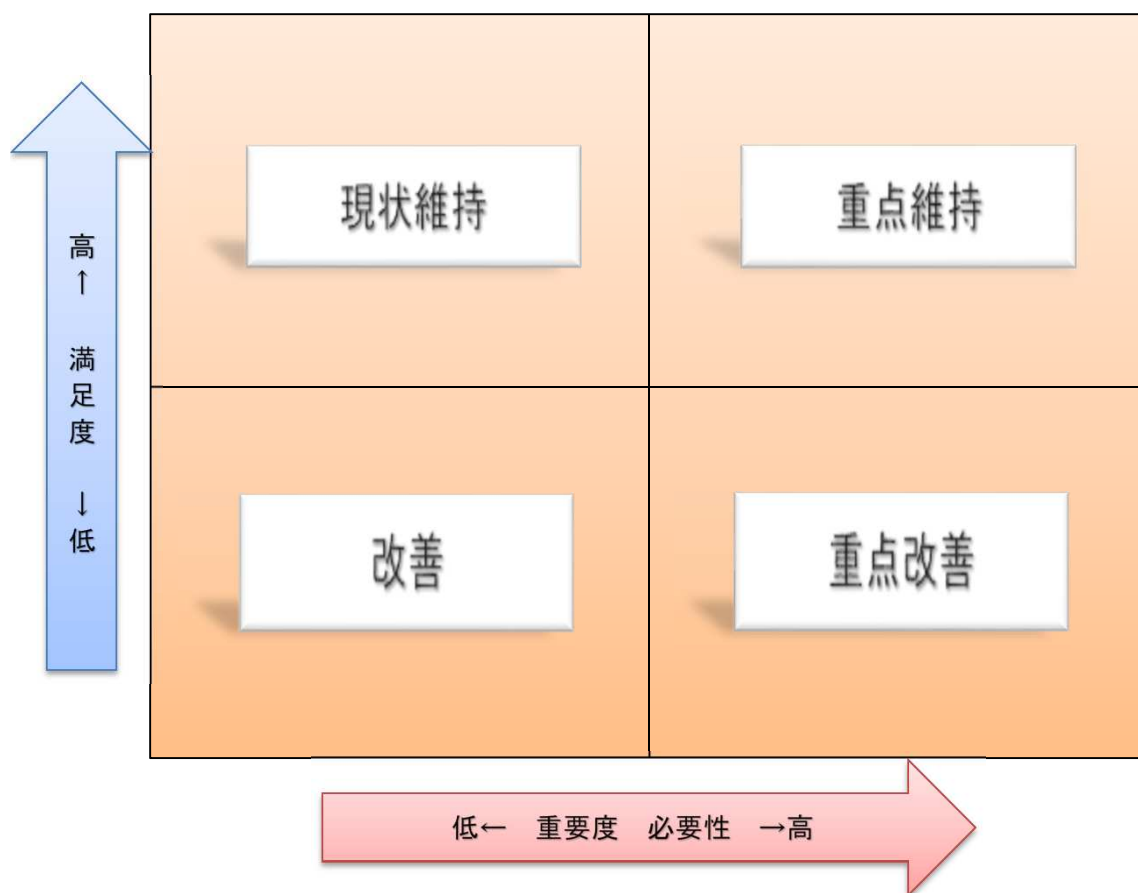 現状維持
重点維持
高↑ 満足度 ↓低
改善
重点改善
低← 重要度 必要性 →高